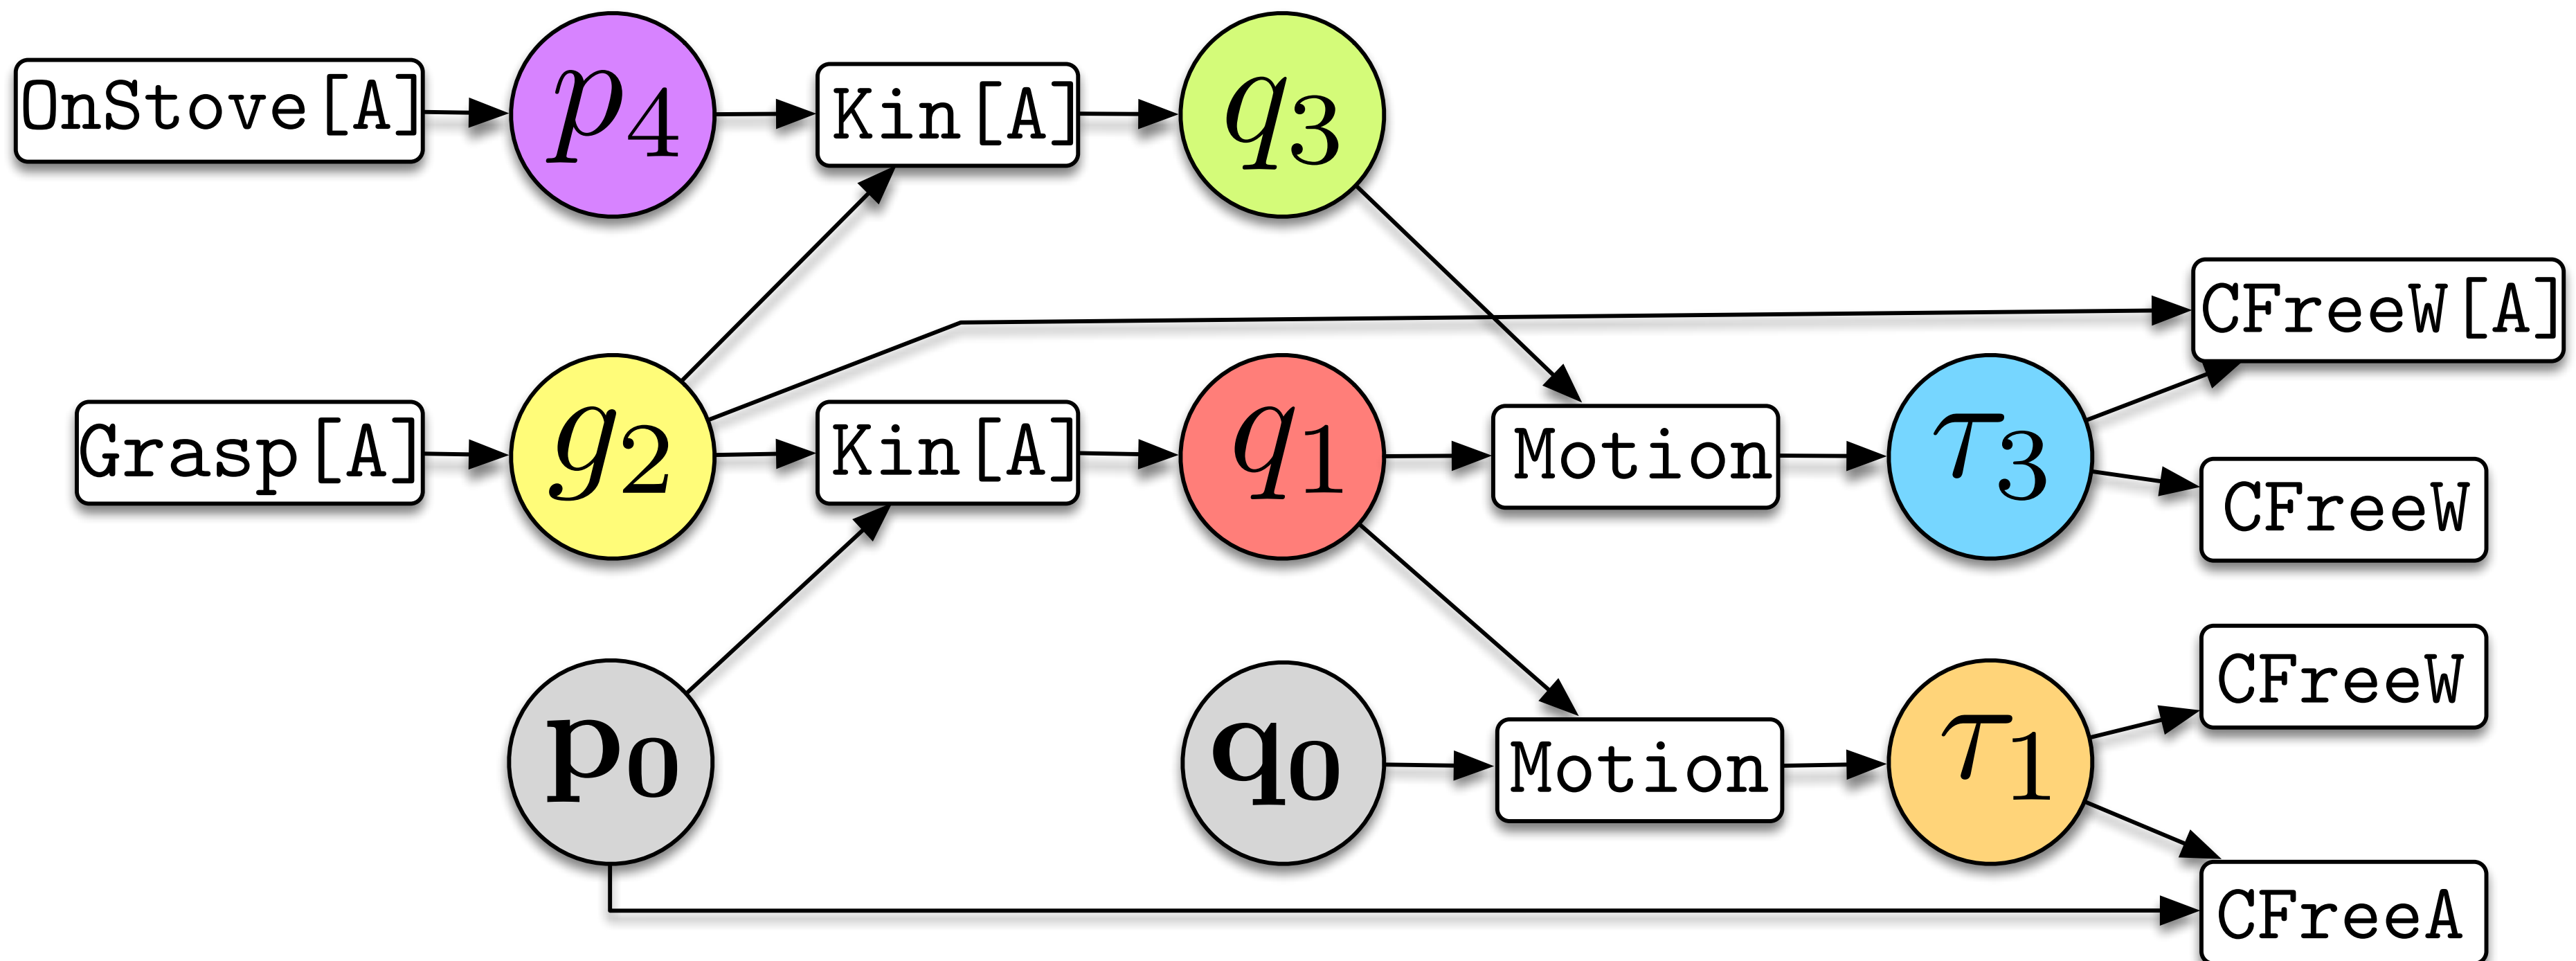 OnStove[A] p4 Kin[A] q3
CFreeW[A]
Grasp[A] g2 Kin[A] q1 Motion τ3 CFreeW
CFreeW
p0 q0 Motion τ1
CFreeA